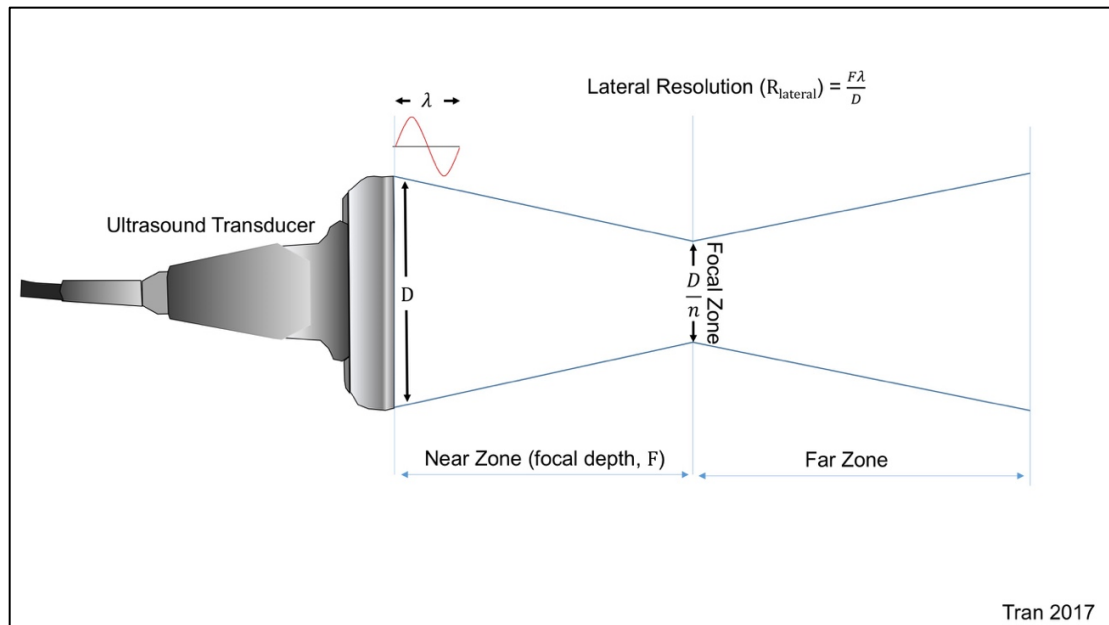 Lateral Resolution (R_lateral) = Fλ/D
λ
Ultrasound Transducer
D
D/n
Focal Zone
Near Zone (focal depth, F)
Far Zone
Tran 2017